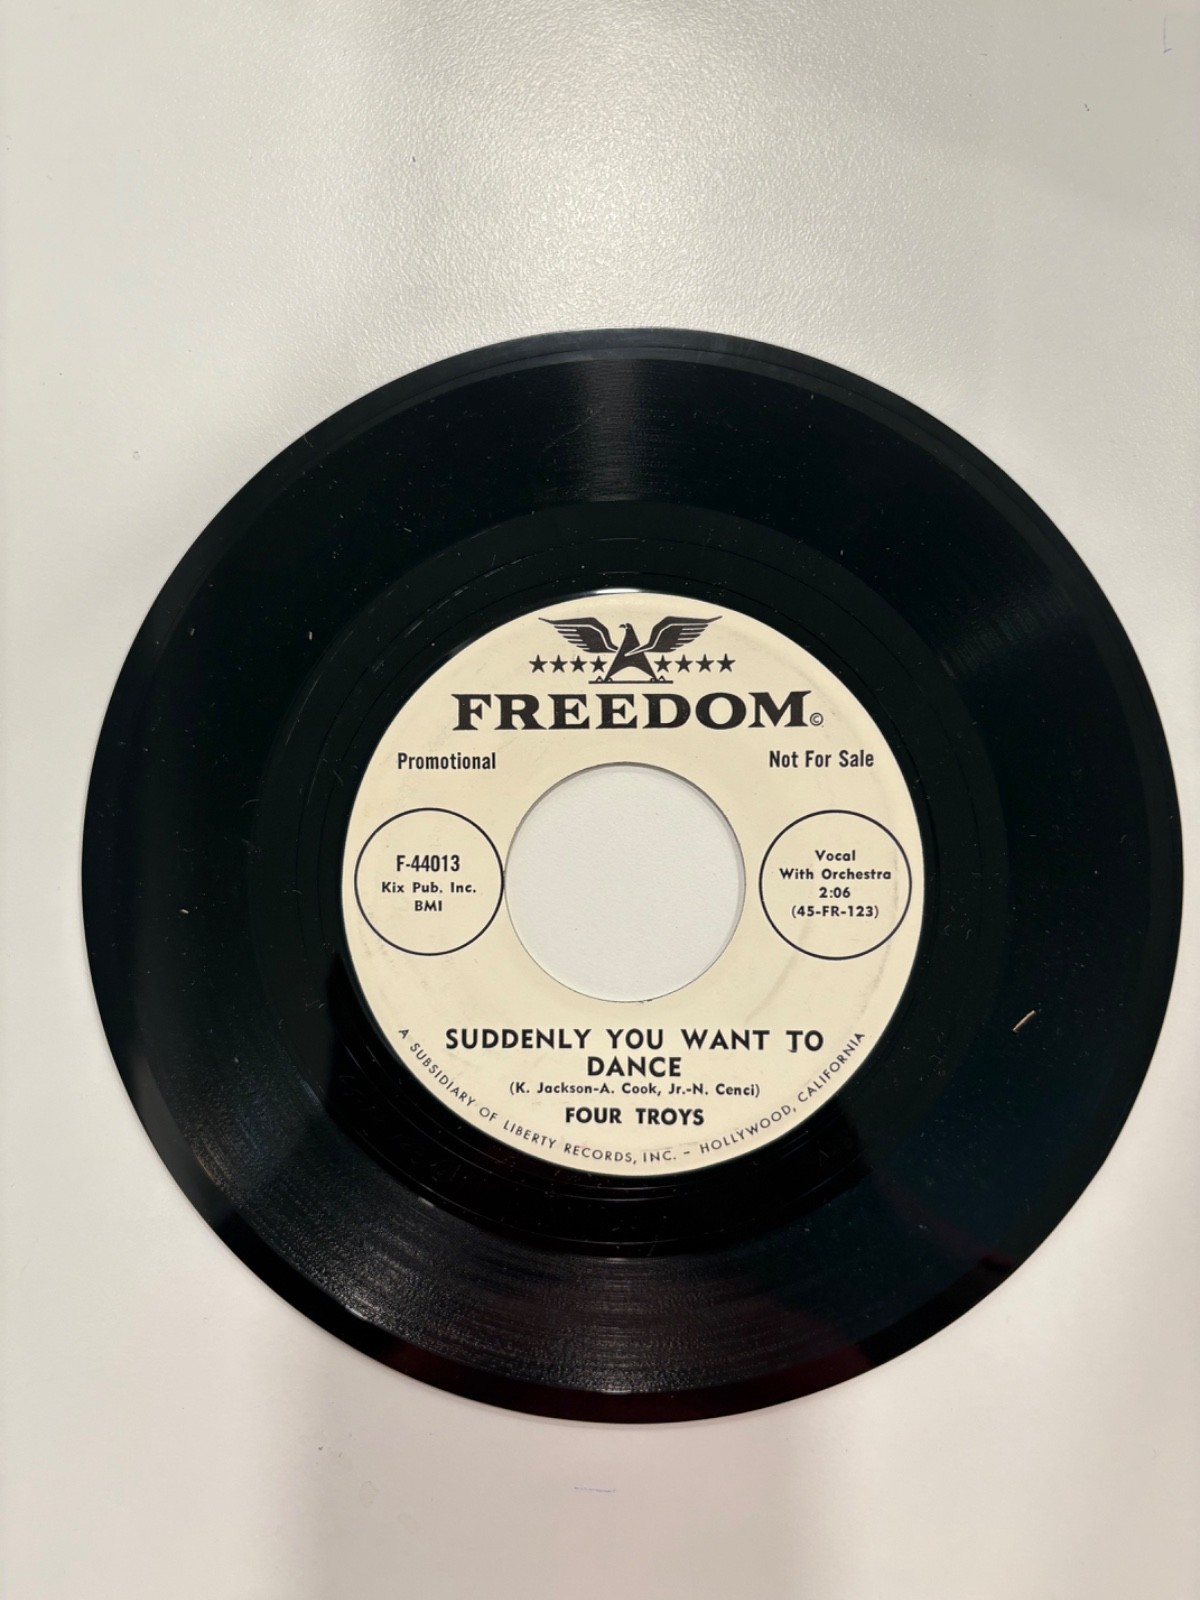 FREEDOM©
Promotional
Not For Sale
F-44013
Kix Pub. Inc.
BMI
Vocal
With Orchestra
2:06
(45-FR-123)
SUDDENLY YOU WANT TO
DANCE
(K. Jackson-A. Cook, Jr.-N. Cenci)
FOUR TROYS
A SUBSIDIARY OF LIBERTY RECORDS, INC. – HOLLYWOOD, CALIFORNIA